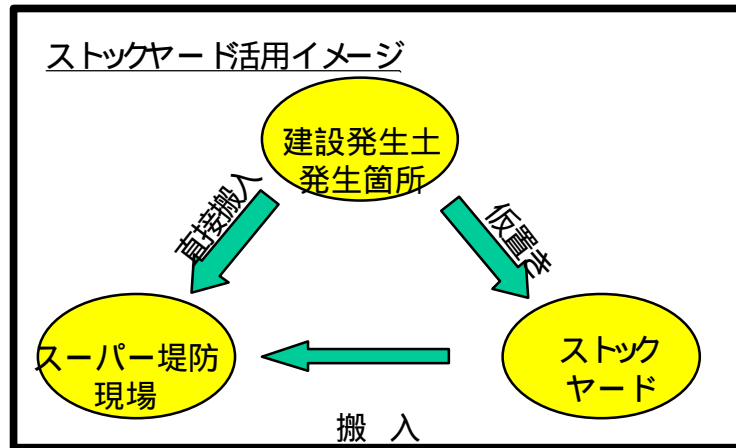 ストックヤード活用イメージ
建設発生土
発生箇所
直接搬入
仮置き
スーパー堤防
現場
ストック
ヤード
搬 入